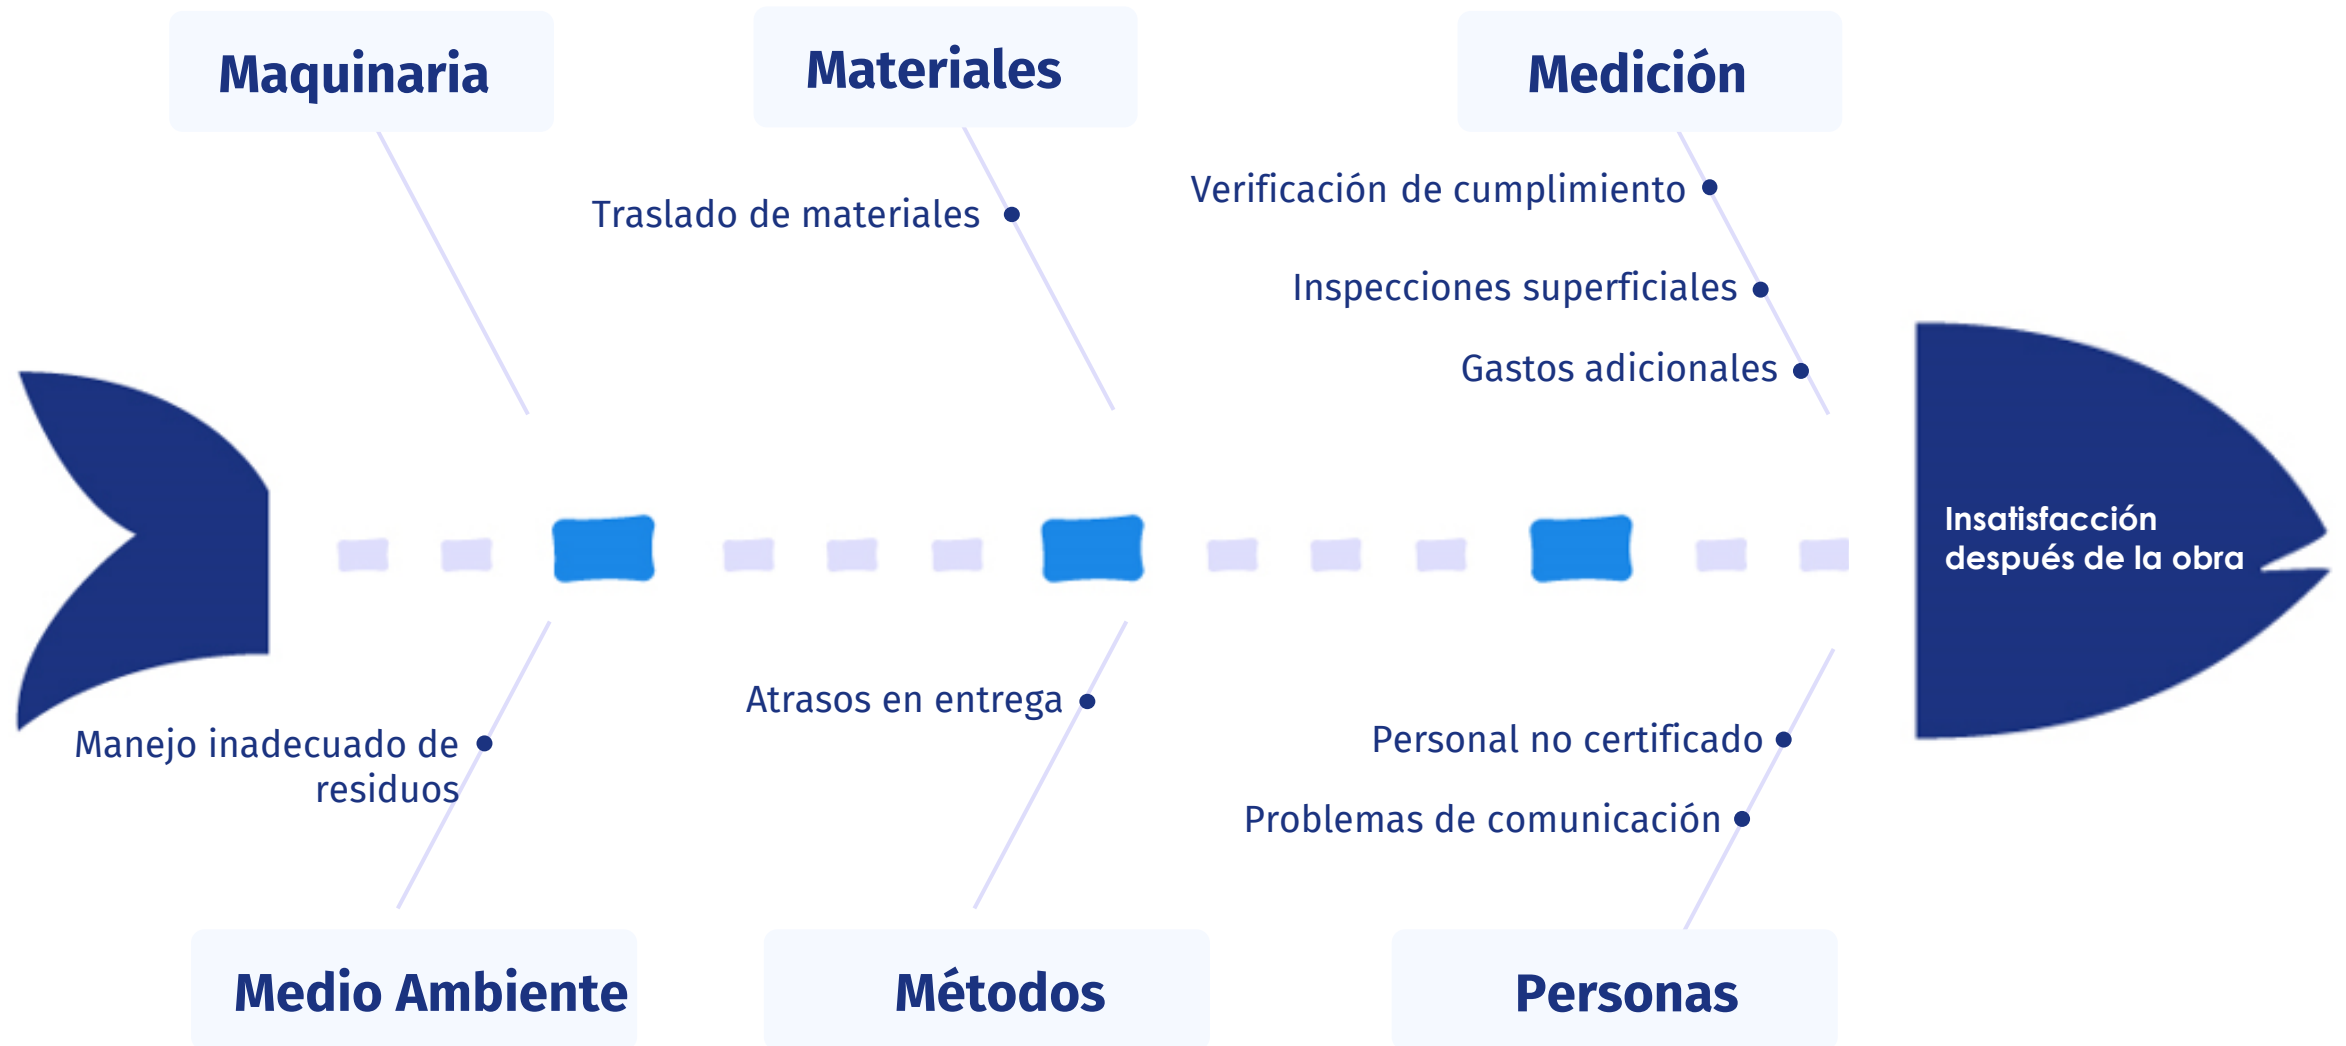 Maquinaria
Materiales
Medición
Traslado de materiales
Verificación de cumplimiento
Inspecciones superficiales
Gastos adicionales
Insatisfacción
después de la obra
Manejo inadecuado de
residuos
Atrasos en entrega
Personal no certificado
Problemas de comunicación
Medio Ambiente
Métodos
Personas